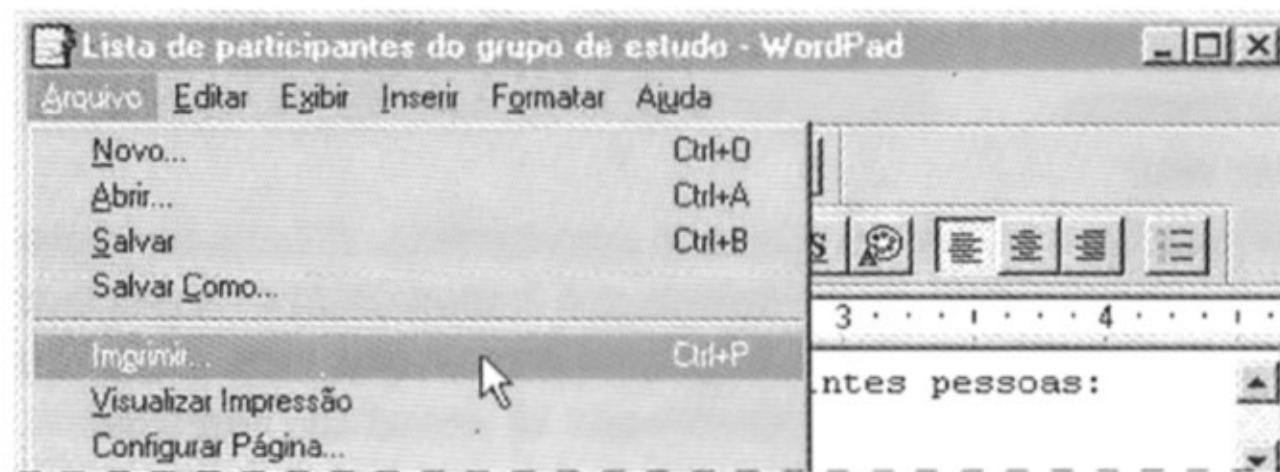 Lista de participantes do grupo de estudo - WordPad
Arquivo Editar Exibir Inserir Formatar Ajuda
Novo... Ctrl+O
Abrir... Ctrl+A
Salvar Ctrl+B
Salvar Como...
3 4
Imprimir... Ctrl+P
intes pessoas:
Visualizar Impressão
Configurar Página...